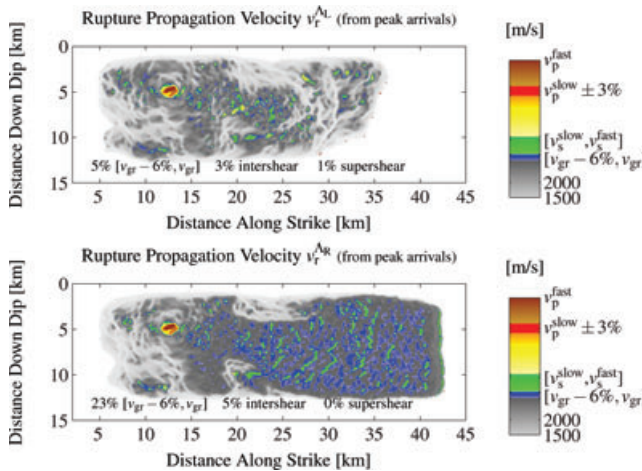 Rupture Propagation Velocity v_r^{Λ_L} (from peak arrivals)
Distance Down Dip [km]
0
5
10
15
5% [v_gr − 6%, v_gr] 3% intershear 1% supershear
5 10 15 20 25 30 35 40 45
Distance Along Strike [km]
[m/s]
v_p^fast
v_p^slow ± 3%
[v_s^slow, v_s^fast]
[v_gr − 6%, v_gr
2000
1500
Rupture Propagation Velocity v_r^{Λ_R} (from peak arrivals)
Distance Down Dip [km]
0
5
10
15
23% [v_gr − 6%, v_gr] 5% intershear 0% supershear
5 10 15 20 25 30 35 40 45
Distance Along Strike [km]
[m/s]
v_p^fast
v_p^slow ± 3%
[v_s^slow, v_s^fast]
[v_gr − 6%, v_gr
2000
1500